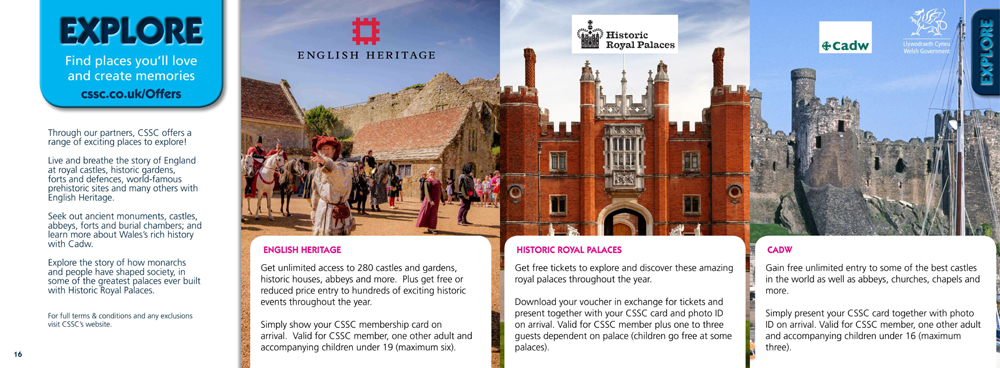 EXPLORE
Find places you'll love
and create memories
cssc.co.uk/Offers
Through our partners, CSSC offers a
range of exciting places to explore!
Live and breathe the story of England
at royal castles, historic gardens,
forts and defences, world-famous
prehistoric sites and many others with
English Heritage.
Seek out ancient monuments, castles,
abbeys, forts and burial chambers; and
learn more about Wales's rich history
with Cadw.
Explore the story of how monarchs
and people have shaped society, in
some of the greatest palaces ever built
with Historic Royal Palaces.
For full terms & conditions and any exclusions
visit CSSC's website.
16
ENGLISH HERITAGE
ENGLISH HERITAGE
Get unlimited access to 280 castles and gardens,
historic houses, abbeys and more.  Plus get free or
reduced price entry to hundreds of exciting historic
events throughout the year.
Simply show your CSSC membership card on
arrival.  Valid for CSSC member, one other adult and
accompanying children under 19 (maximum six).
Historic
Royal Palaces
HISTORIC ROYAL PALACES
Get free tickets to explore and discover these amazing
royal palaces throughout the year.
Download your voucher in exchange for tickets and
present together with your CSSC card and photo ID
on arrival. Valid for CSSC member plus one to three
guests dependent on palace (children go free at some
palaces).
Cadw
Llywodraeth Cymru
Welsh Government
CADW
Gain free unlimited entry to some of the best castles
in the world as well as abbeys, churches, chapels and
more.
Simply present your CSSC card together with photo
ID on arrival. Valid for CSSC member, one other adult
and accompanying children under 16 (maximum
three).
EXPLORE